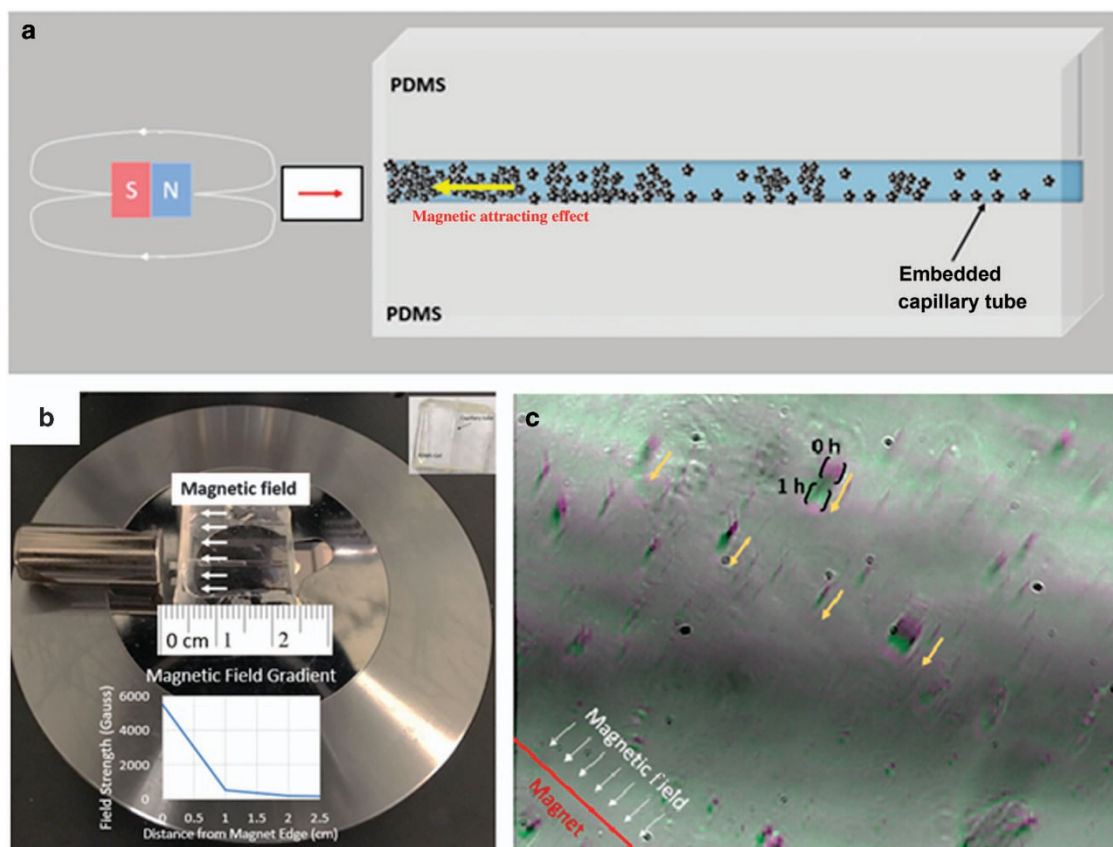 a
PDMS
S N
Magnetic attracting effect
Embedded
capillary tube
PDMS
b
Capillary tube
Magnetic field
0 cm 1 2
Magnetic Field Gradient
Field Strength (Gauss)
6000
4000
2000
0
0 0.5 1 1.5 2 2.5
Distance from Magnet Edge (cm)
c
0 h
1 h
Magnetic field
Magnet